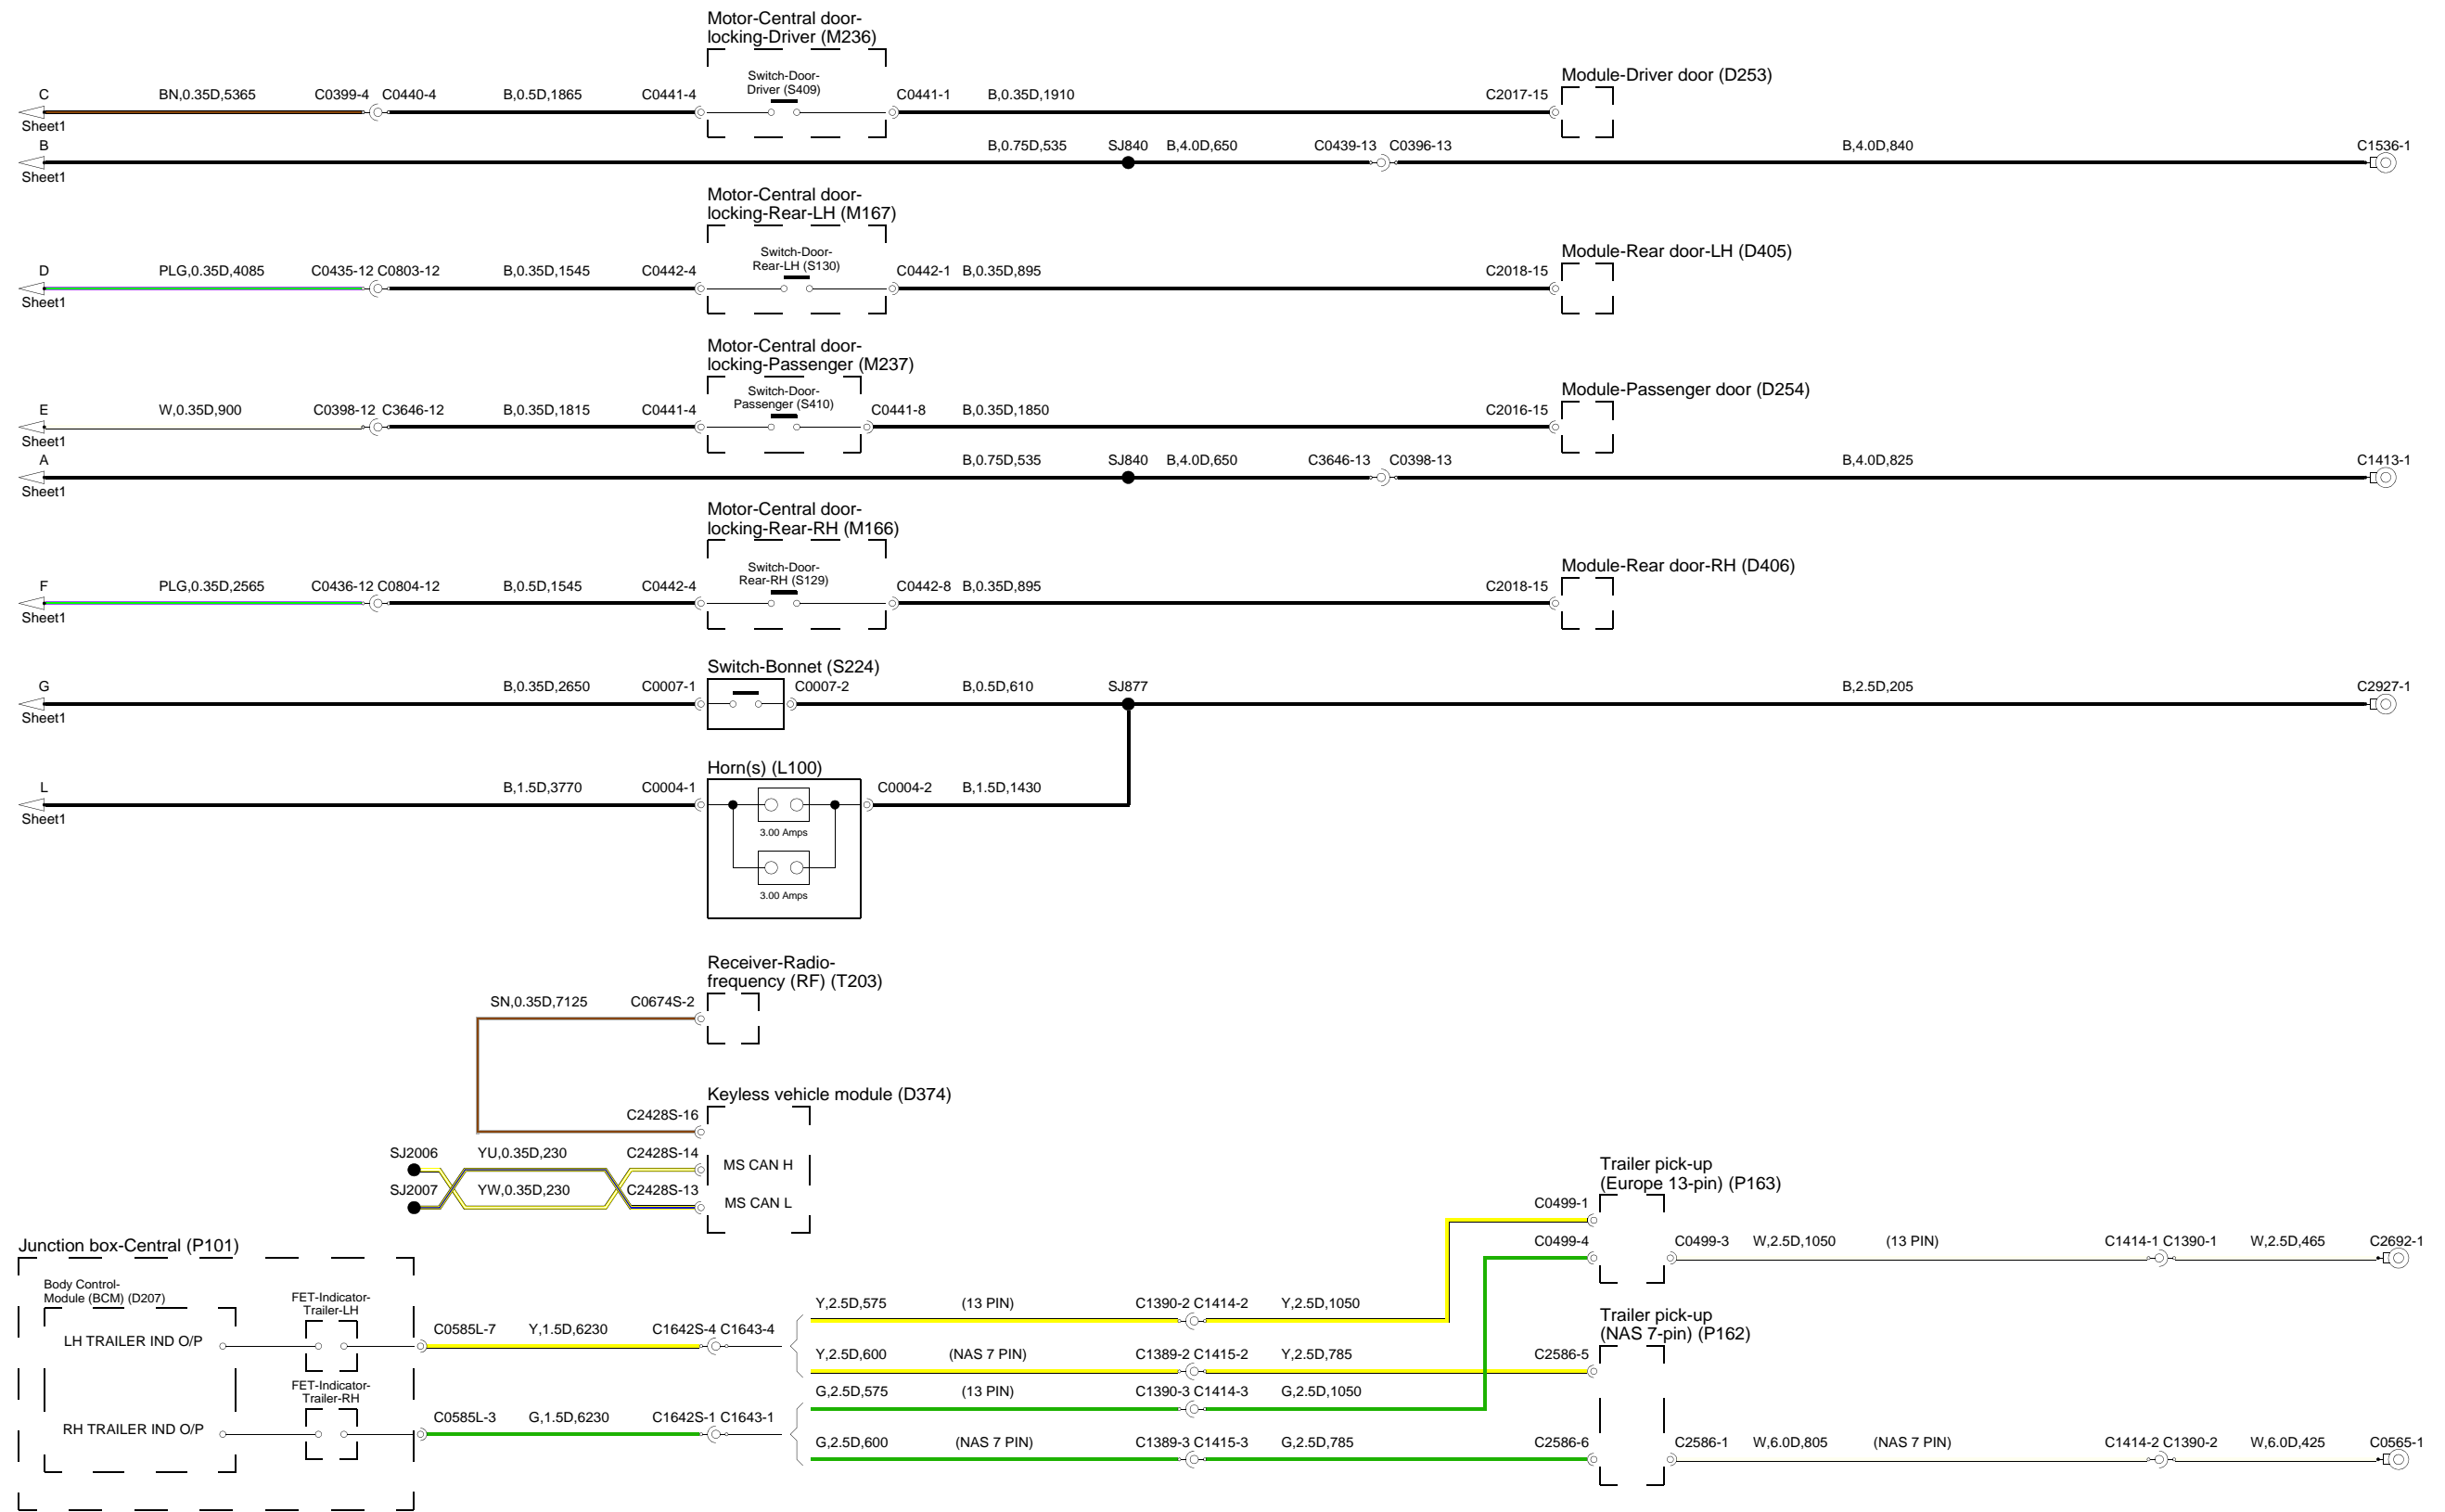 Motor-Central door-
locking-Driver (M236)
Switch-Door-
Driver (S409)
Module-Driver door (D253)
C BN,0.35D,5365 C0399-4 C0440-4 B,0.5D,1865 C0441-4 C0441-1 B,0.35D,1910 C2017-15
Sheet1
B B,0.75D,535 SJ840 B,4.0D,650 C0439-13 C0396-13 B,4.0D,840 C1536-1
Sheet1
Motor-Central door-
locking-Rear-LH (M167)
Switch-Door-
Rear-LH (S130)
Module-Rear door-LH (D405)
D PLG,0.35D,4085 C0435-12 C0803-12 B,0.35D,1545 C0442-4 C0442-1 B,0.35D,895 C2018-15
Sheet1
Motor-Central door-
locking-Passenger (M237)
Switch-Door-
Passenger (S410)
Module-Passenger door (D254)
E W,0.35D,900 C0398-12 C3646-12 B,0.35D,1815 C0441-4 C0441-8 B,0.35D,1850 C2016-15
Sheet1
A B,0.75D,535 SJ840 B,4.0D,650 C3646-13 C0398-13 B,4.0D,825 C1413-1
Sheet1
Motor-Central door-
locking-Rear-RH (M166)
Switch-Door-
Rear-RH (S129)
Module-Rear door-RH (D406)
F PLG,0.35D,2565 C0436-12 C0804-12 B,0.5D,1545 C0442-4 C0442-8 B,0.35D,895 C2018-15
Sheet1
Switch-Bonnet (S224)
G B,0.35D,2650 C0007-1 C0007-2 B,0.5D,610 SJ877 B,2.5D,205 C2927-1
Sheet1
Horn(s) (L100)
L B,1.5D,3770 C0004-1 C0004-2 B,1.5D,1430
Sheet1
3.00 Amps
3.00 Amps
Receiver-Radio-
frequency (RF) (T203)
SN,0.35D,7125 C0674S-2
Keyless vehicle module (D374)
C2428S-16
SJ2006 YU,0.35D,230 C2428S-14 MS CAN H
SJ2007 YW,0.35D,230 C2428S-13 MS CAN L
Trailer pick-up
(Europe 13-pin) (P163)
C0499-1
C0499-4 C0499-3 W,2.5D,1050 (13 PIN) C1414-1 C1390-1 W,2.5D,465 C2692-1
Junction box-Central (P101)
Body Control-
Module (BCM) (D207)
FET-Indicator-
Trailer-LH
LH TRAILER IND O/P C0585L-7 Y,1.5D,6230 C1642S-4 C1643-4
Y,2.5D,575 (13 PIN) C1390-2 C1414-2 Y,2.5D,1050
Trailer pick-up
(NAS 7-pin) (P162)
Y,2.5D,600 (NAS 7 PIN) C1389-2 C1415-2 Y,2.5D,785 C2586-5
FET-Indicator-
Trailer-RH
RH TRAILER IND O/P C0585L-3 G,1.5D,6230 C1642S-1 C1643-1
G,2.5D,575 (13 PIN) C1390-3 C1414-3 G,2.5D,1050
G,2.5D,600 (NAS 7 PIN) C1389-3 C1415-3 G,2.5D,785 C2586-6 C2586-1 W,6.0D,805 (NAS 7 PIN) C1414-2 C1390-2 W,6.0D,425 C0565-1